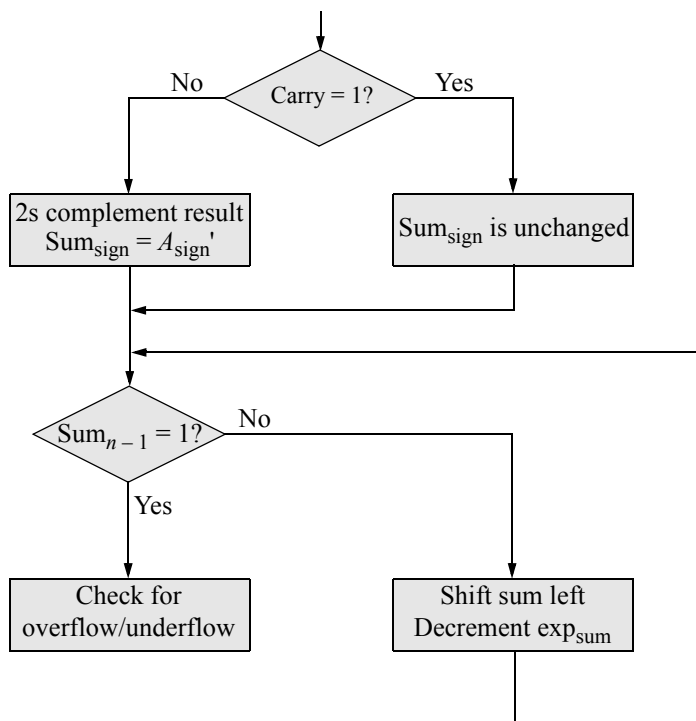 No
Carry = 1?
Yes
2s complement result
Sum_sign = A_sign'
Sum_sign is unchanged
Sum_n – 1 = 1?
No
Yes
Check for
overflow/underflow
Shift sum left
Decrement exp_sum